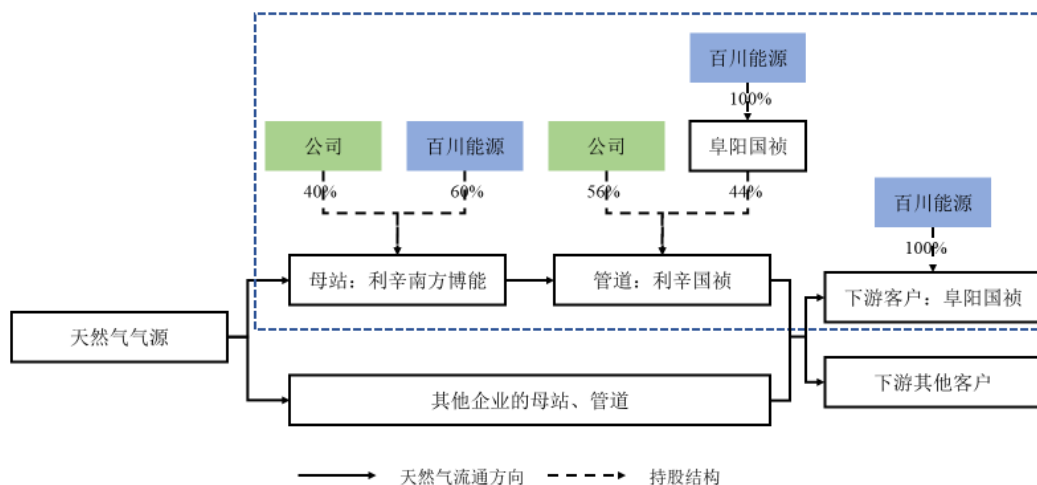 百川能源
100%
公司
百川能源
公司
阜阳国祯
40%
60%
56%
44%
百川能源
100%
母站：利辛南方博能
管道：利辛国祯
下游客户：阜阳国祯
天然气气源
其他企业的母站、管道
下游其他客户
天然气流通方向
持股结构